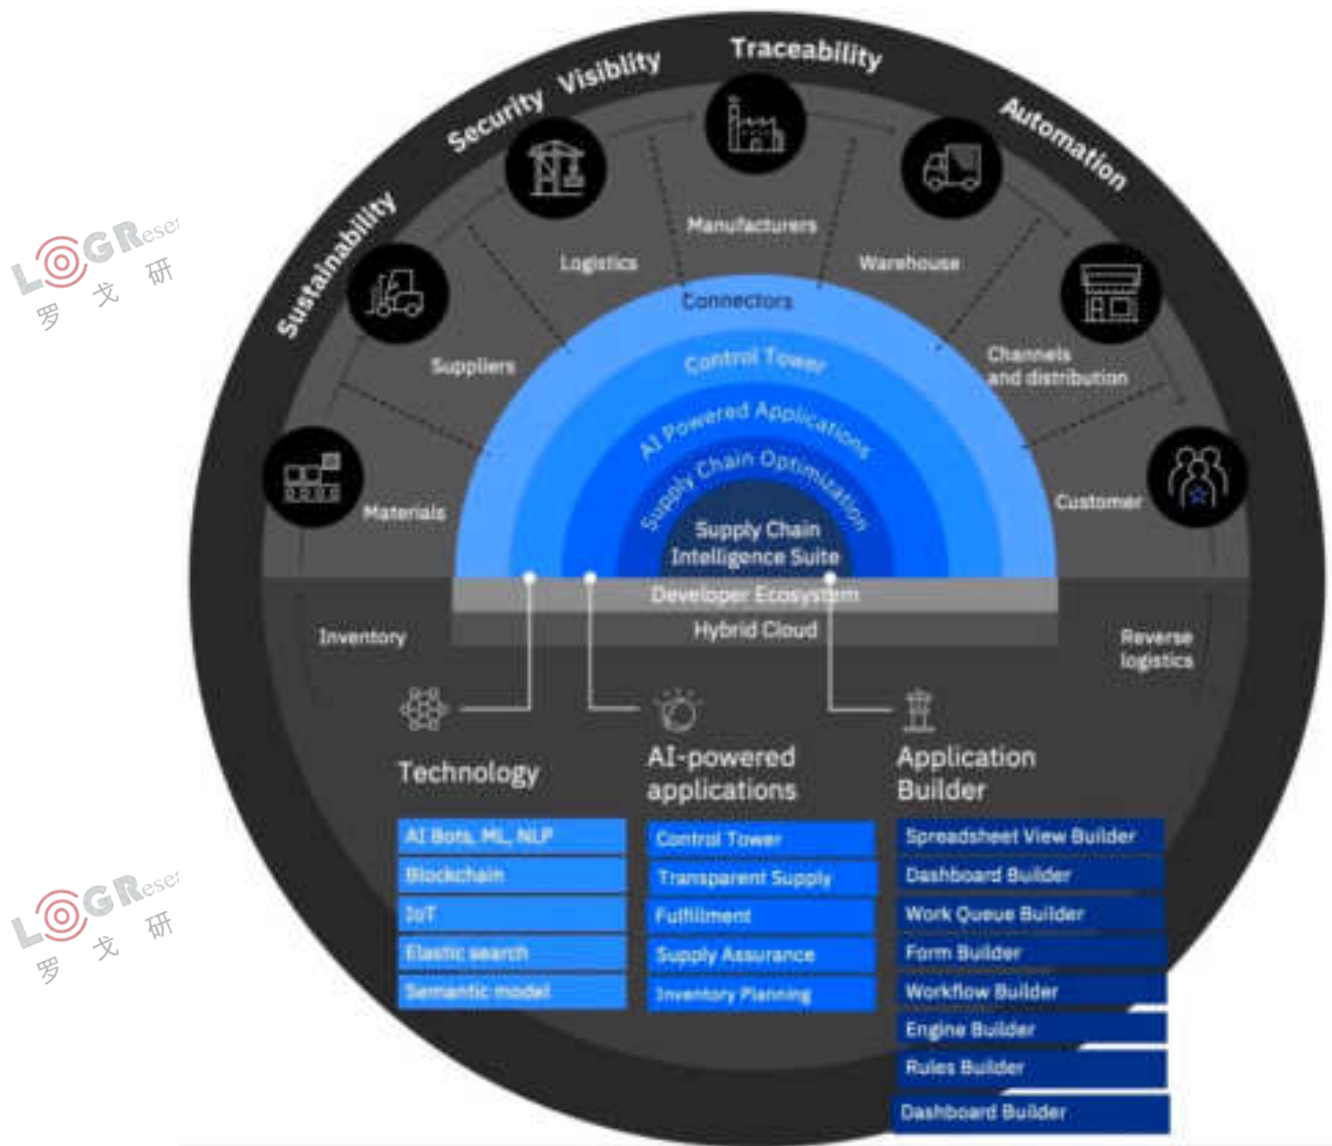 Sustainability
Security
Visiblity
Traceability
Automation
Materials
Suppliers
Logistics
Manufacturers
Warehouse
Channels
and distribution
Customer
Connectors
Control Tower
AI Powered Applications
Supply Chain Optimization
Supply Chain
Intelligence Suite
Developer Ecosystem
Hybrid Cloud
Inventory
Reverse
logistics
Technology
AI Bots, ML, NLP
Blockchain
IoT
Elastic search
Semantic model
AI-powered
applications
Control Tower
Transparent Supply
Fulfillment
Supply Assurance
Inventory Planning
Application
Builder
Spreadsheet View Builder
Dashboard Builder
Work Queue Builder
Form Builder
Workflow Builder
Engine Builder
Rules Builder
Dashboard Builder
LOGResea
罗戈研
LOGResea
罗戈研